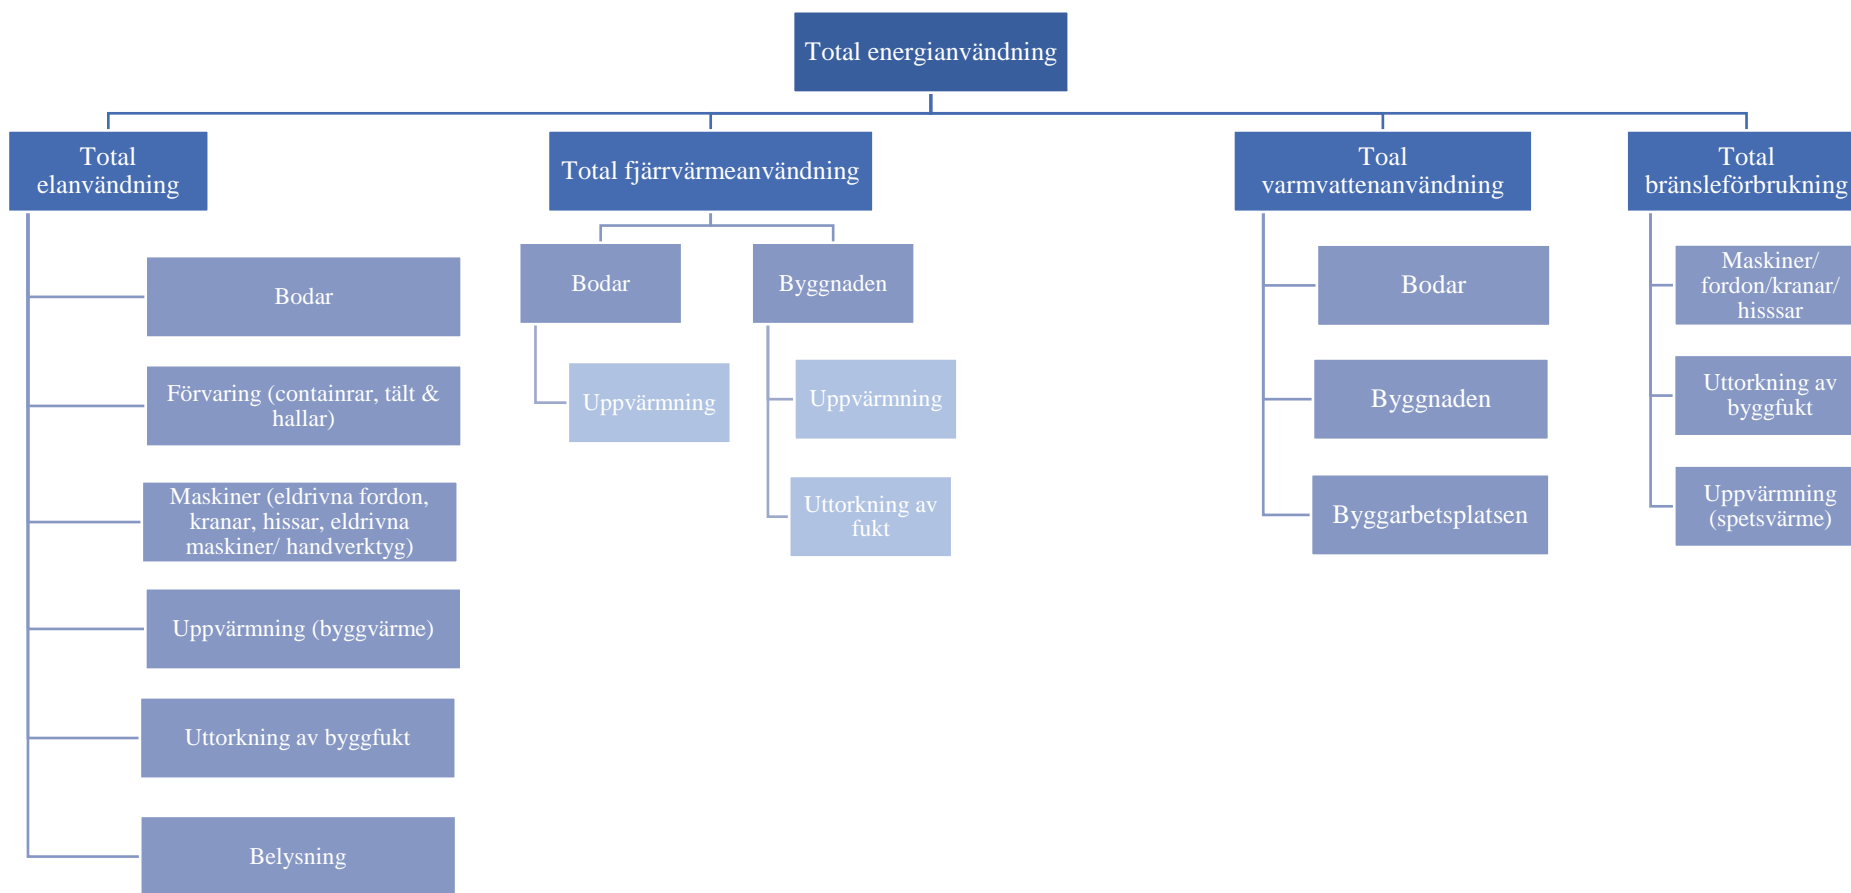 Total energianvändning
Total
elanvändning
Bodar
Förvaring (containrar, tält &
hallar)
Maskiner (eldrivna fordon,
kranar, hissar, eldrivna
maskiner/ handverktyg)
Uppvärmning (byggvärme)
Uttorkning av byggfukt
Belysning
Total fjärrvärmeanvändning
Bodar
Uppvärmning
Byggnaden
Uppvärmning
Uttorkning av
fukt
Toal
varmvattenanvändning
Bodar
Byggnaden
Byggarbetsplatsen
Total
bränsleförbrukning
Maskiner/
fordon/kranar/
hisssar
Uttorkning av
byggfukt
Uppvärmning
(spetsvärme)